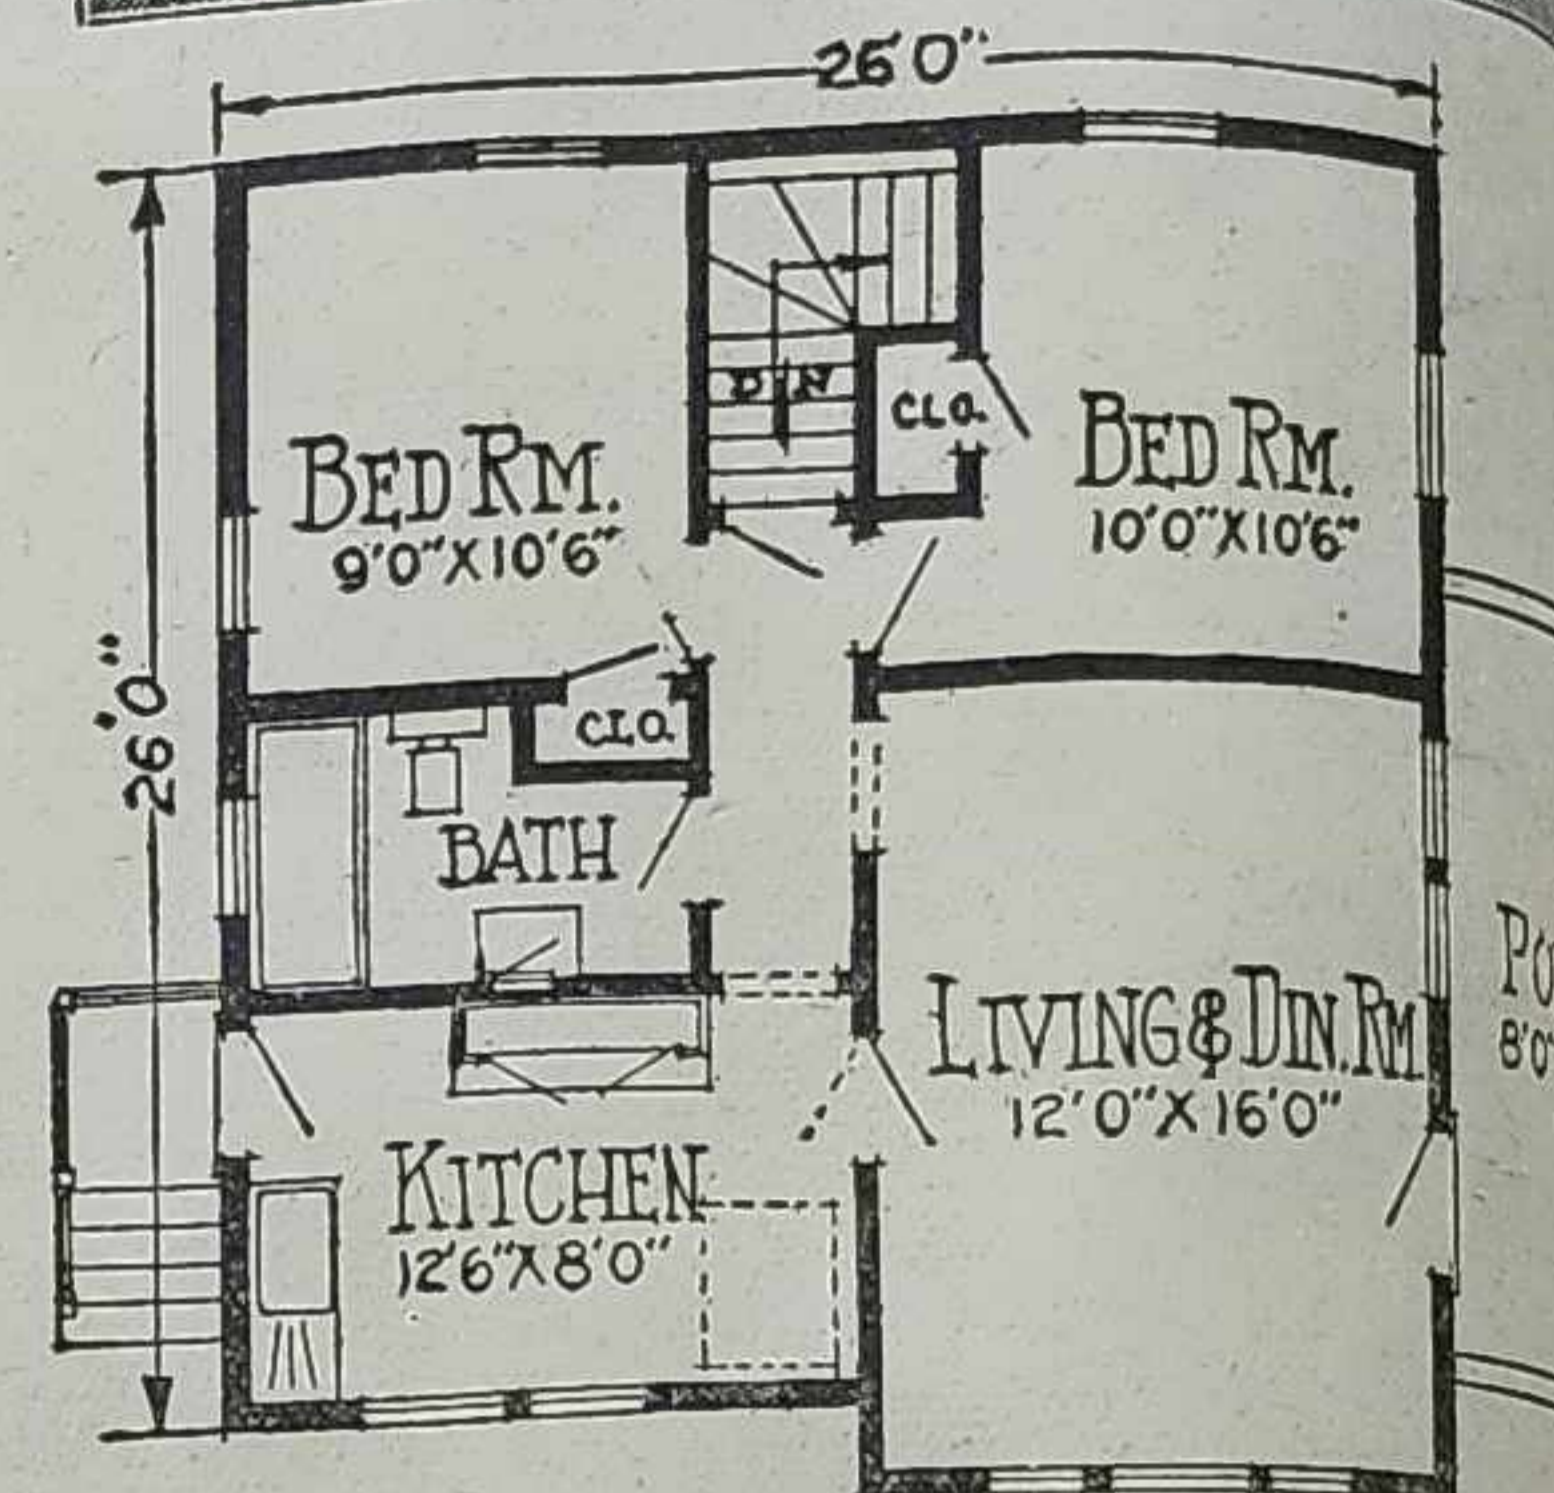 26'0"
BED RM.
9'0"X10'6"
DN
CLO.
BED RM.
10'0"X10'6"
26'0"
CLO.
BATH
LIVING & DIN. RM
12'0"X16'0"
8'0"
KITCHEN
12'6"X8'0"